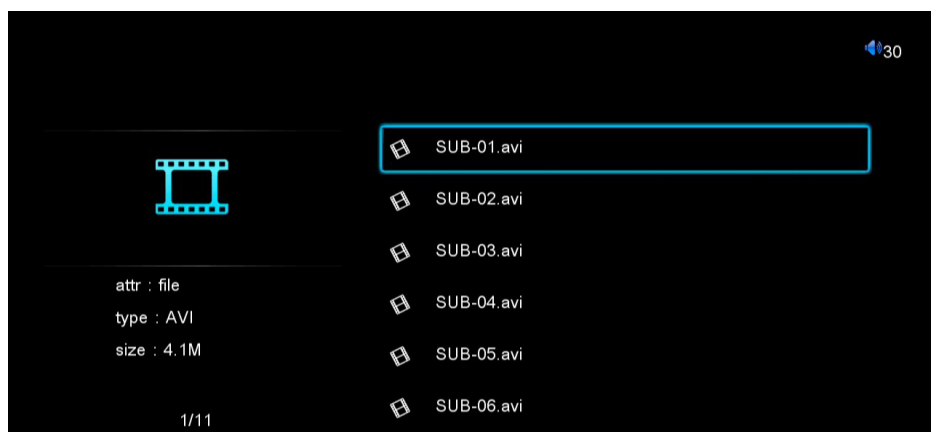 30
SUB-01.avi
SUB-02.avi
SUB-03.avi
SUB-04.avi
SUB-05.avi
SUB-06.avi
attr : file
type : AVI
size : 4.1M
1/11